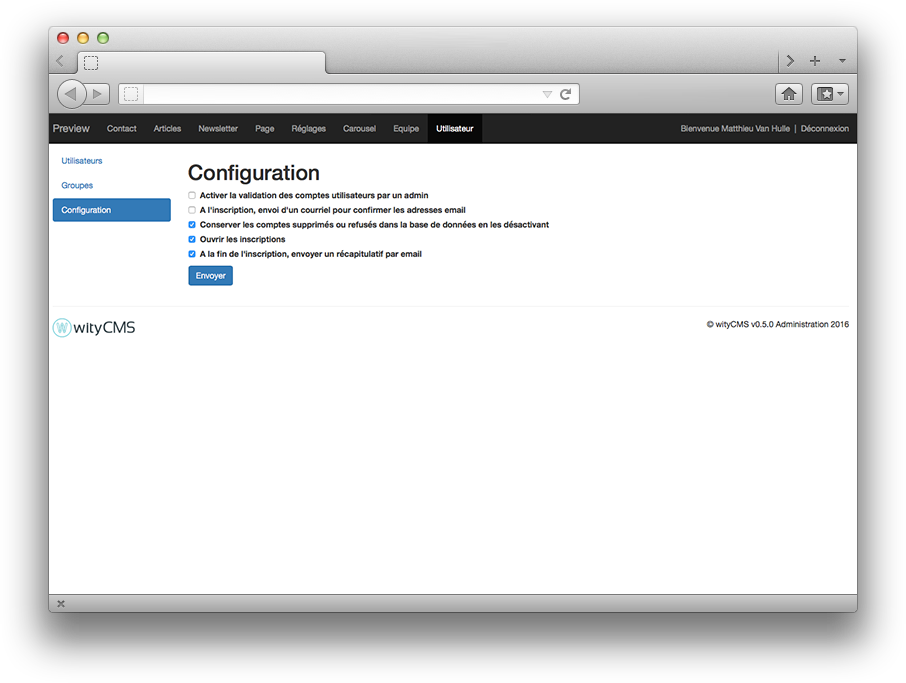 Preview Contact Articles Newsletter Page Réglages Carousel Equipe Utilisateur Bienvenue Matthieu Van Hulle | Déconnexion
Utilisateurs
Groupes
Configuration
Configuration
Activer la validation des comptes utilisateurs par un admin
A l'inscription, envoi d'un courriel pour confirmer les adresses email
Conserver les comptes supprimés ou refusés dans la base de données en les désactivant
Ouvrir les inscriptions
A la fin de l'inscription, envoyer un récapitulatif par email
Envoyer
W wityCMS
© wityCMS v0.5.0 Administration 2016